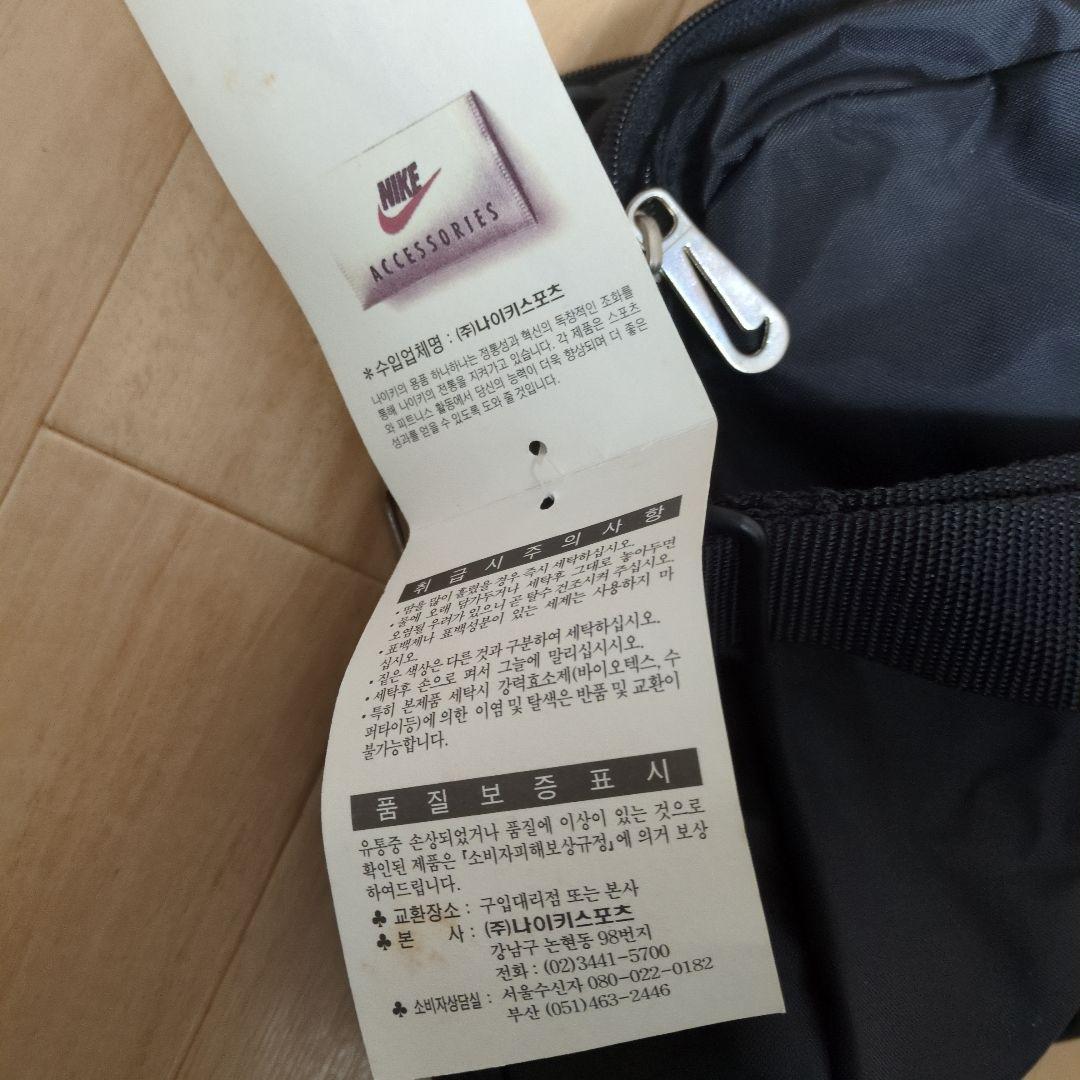 NIKE
ACCESSORIES
*수입업체명 : (주)나이키스포츠
나이키의 용품 하나하나는 정통성과 혁신의 독창적인 조화를
통해 나이키의 전통을 지켜가고 있습니다. 각 제품은 스포츠
와 피트니스 활동에서 당신의 능력이 더욱 향상되며 더 좋은
성과를 얻을 수 있도록 도와 줄 것입니다.
취급시주의사항
• 땀을 많이 흘렸을 경우 즉시 세탁하십시오.
• 물에 오래 담가두거나 세탁후 그대로 놓아두면
오염될 우려가 있으니 곧 탈수 건조시켜 주십시오.
• 표백제나 표백성분이 있는 세제는 사용하지 마
십시오.
• 짙은 색상은 다른 것과 구분하여 세탁하십시오.
• 세탁후 손으로 펴서 그늘에 말리십시시오.
• 특히 본제품 세탁시 강력효소제(바이오텍스, 수
퍼타이등)에 의한 이염 및 탈색은 반품 및 교환이
불가능합니다.
품질보증표시
유통중 손상되었거나 품질에 이상이 있는 것으로
확인된 제품은 『소비자피해보상규정』에 의거 보상
하여드립니다.
♣ 교환장소 : 구입대리점 또는 본사
♣ 본 사 : (주)나이키스포츠
강남구 논현동 98번지
전화 : (02)3441-5700
♣ 소비자상담실 : 서울수신자 080-022-0182
부산 (051)463-2446